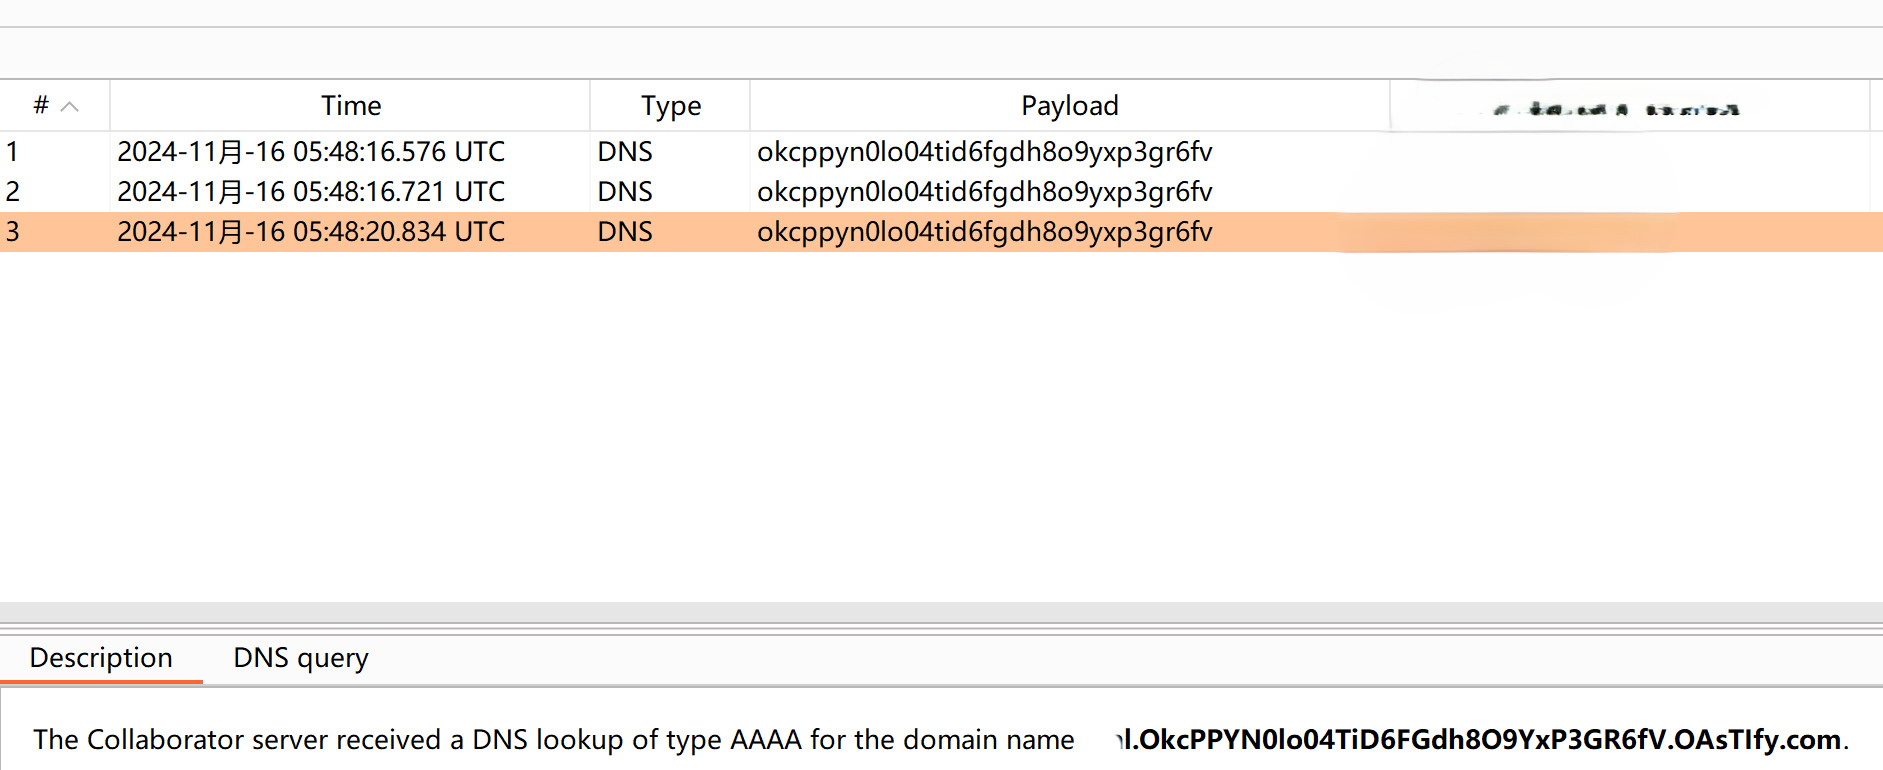 # Time Type Payload
1 2024-11月-16 05:48:16.576 UTC DNS okcppyn0lo04tid6fgdh8o9yxp3gr6fv
2 2024-11月-16 05:48:16.721 UTC DNS okcppyn0lo04tid6fgdh8o9yxp3gr6fv
3 2024-11月-16 05:48:20.834 UTC DNS okcppyn0lo04tid6fgdh8o9yxp3gr6fv
Description DNS query
The Collaborator server received a DNS lookup of type AAAA for the domain name l.OkcPPYN0lo04TiD6FGdh8O9YxP3GR6fV.OAsTIfy.com.